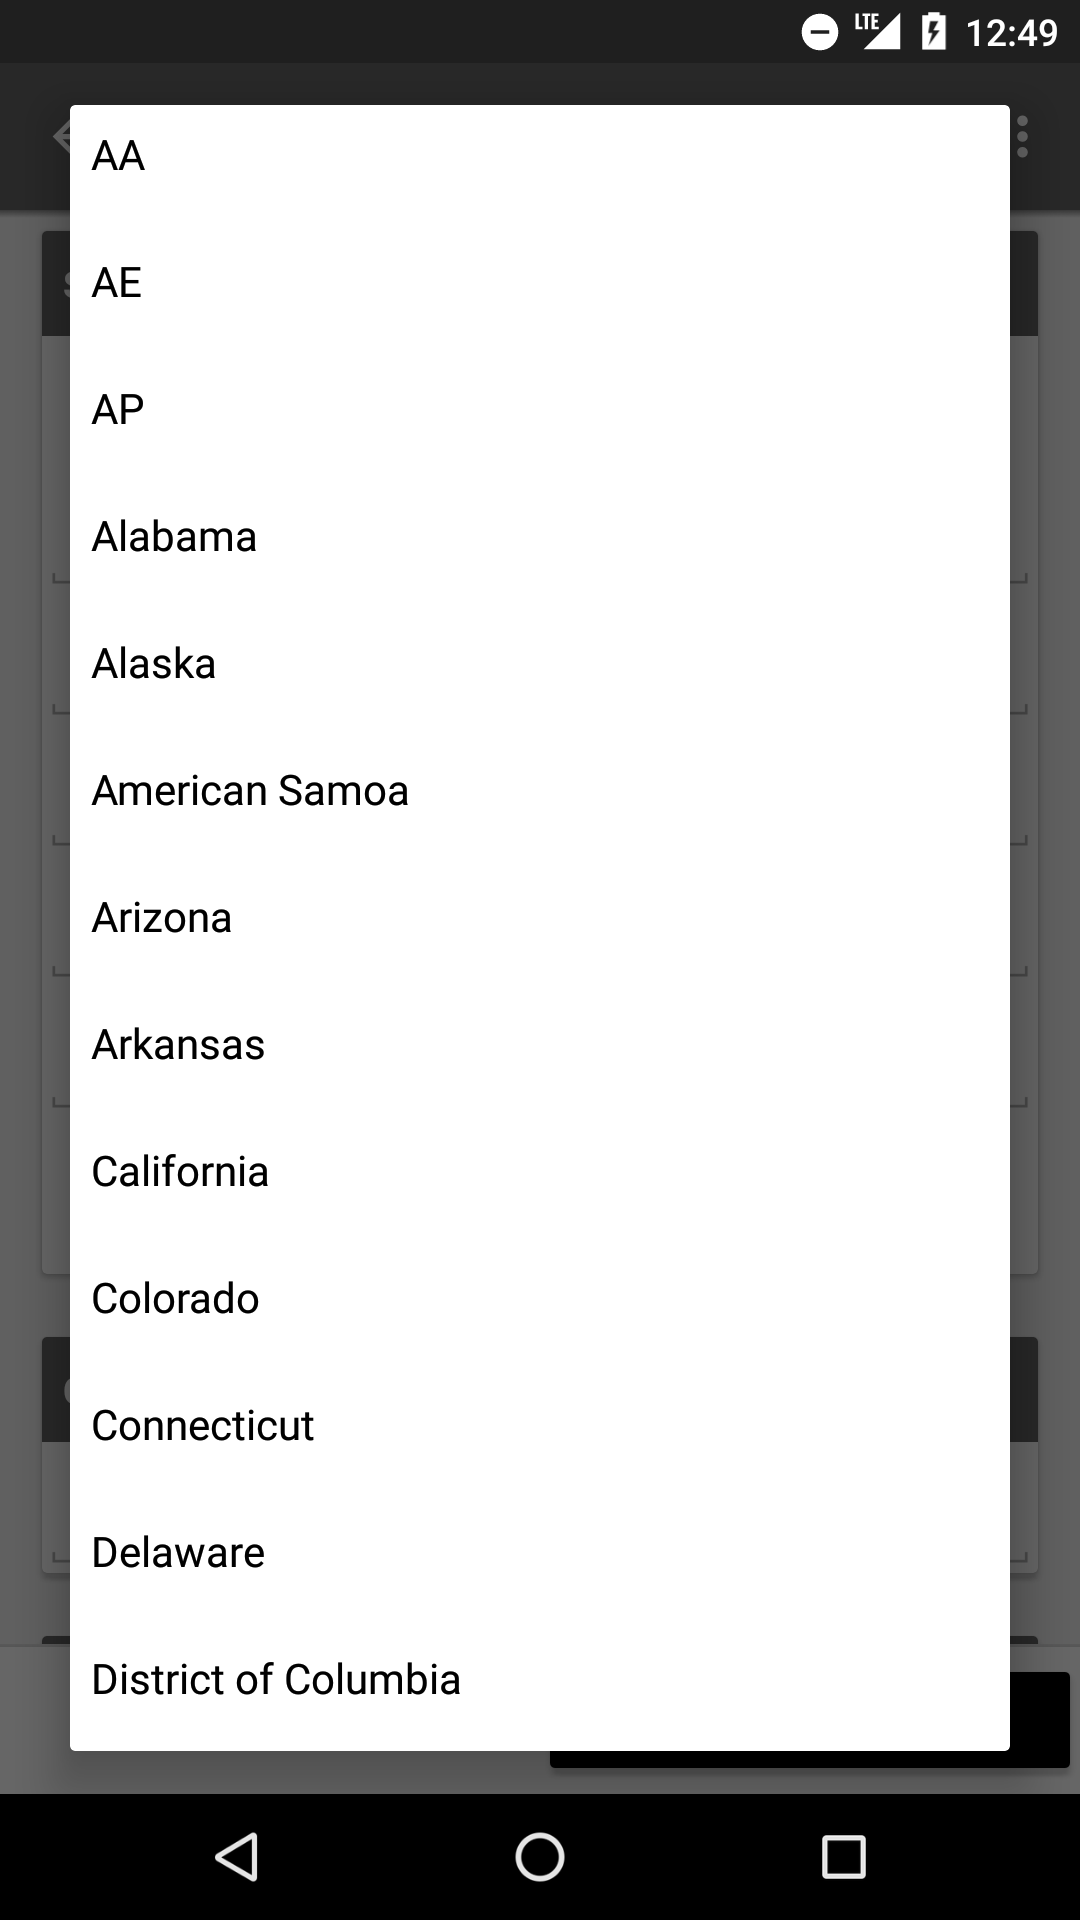 LTE 12:49
AA
AE
AP
Alabama
Alaska
American Samoa
Arizona
Arkansas
California
Colorado
Connecticut
Delaware
District of Columbia